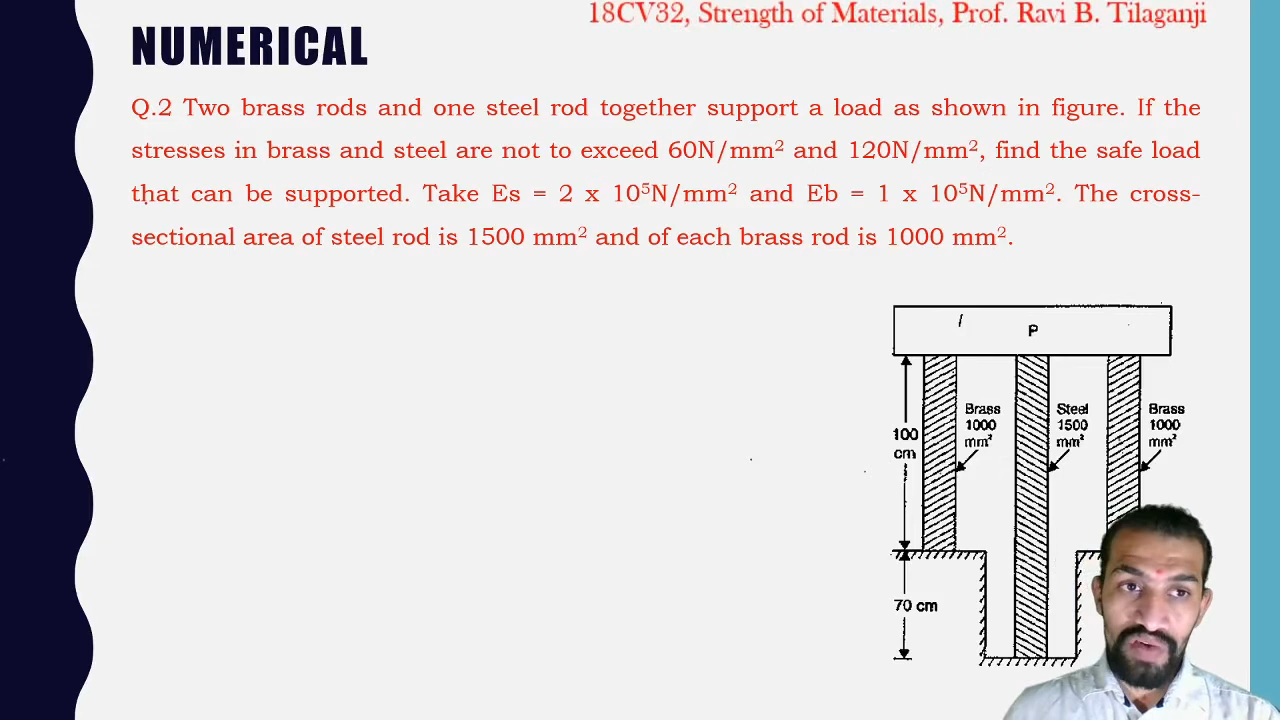 18CV32, Strength of Materials, Prof. Ravi B. Tilaganji
NUMERICAL
Q.2 Two brass rods and one steel rod together support a load as shown in figure. If the
stresses in brass and steel are not to exceed 60N/mm² and 120N/mm², find the safe load
that can be supported. Take Es = 2 x 10⁵N/mm² and Eb = 1 x 10⁵N/mm². The cross-
sectional area of steel rod is 1500 mm² and of each brass rod is 1000 mm².
P
Brass
1000
mm²
Steel
1500
mm²
Brass
1000
mm²
100
cm
70 cm